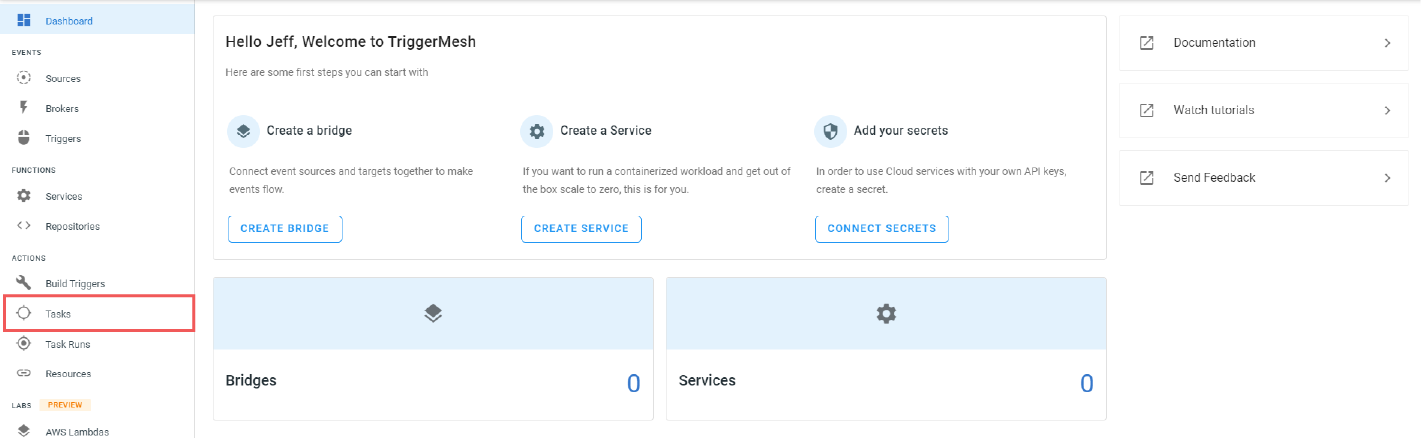 Dashboard
EVENTS
Sources
Brokers
Triggers
FUNCTIONS
Services
Repositories
ACTIONS
Build Triggers
Tasks
Task Runs
Resources
LABS PREVIEW
AWS Lambdas
Hello Jeff, Welcome to TriggerMesh
Here are some first steps you can start with
Create a bridge
Connect event sources and targets together to make
events flow.
CREATE BRIDGE
Create a Service
If you want to run a containerized workload and get out of
the box scale to zero, this is for you.
CREATE SERVICE
Add your secrets
In order to use Cloud services with your own API keys,
create a secret.
CONNECT SECRETS
Bridges 0
Services 0
Documentation
Watch tutorials
Send Feedback